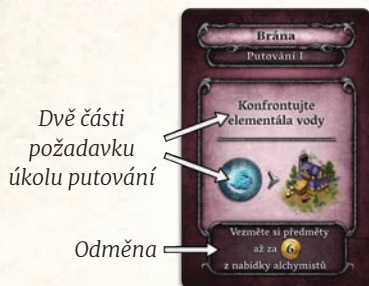 Brána
Putování I
Konfrontujte
elementála vody
Dvě části
požadavku
úkolu putování
Odměna
Vezměte si předměty
až za 6
z nabídky alchymistů